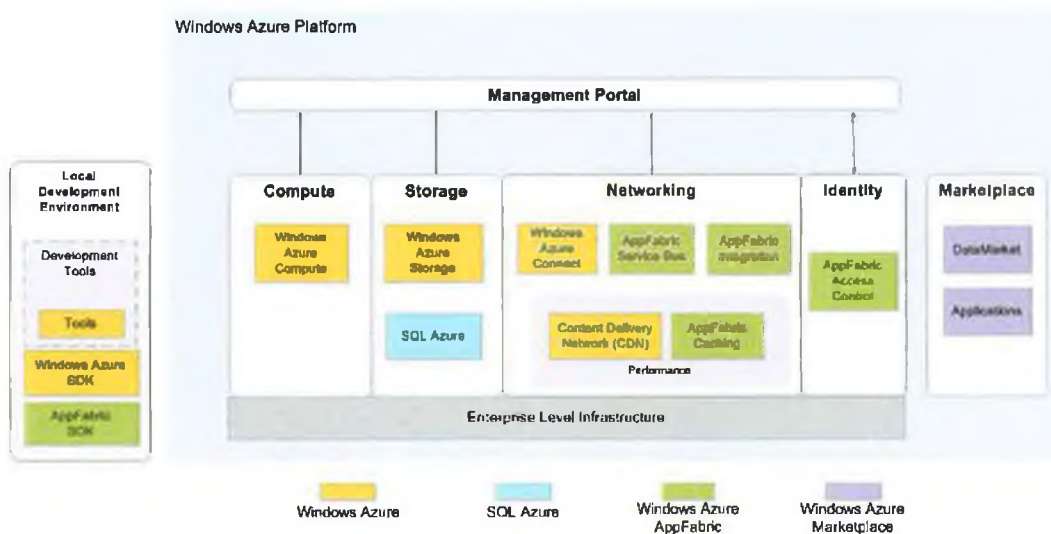 Windows Azure Platform
Management Portal
Local
Development
Environment
Development
Tools
Tools
Windows Azure
SDK
AppFabric
SDK
Compute
Windows
Azure
Compute
Storage
Windows
Azure
Storage
SQL Azure
Networking
Windows
Azure
Connect
AppFabric
Service Bus
AppFabric
Integration
Content Delivery
Network (CDN)
AppFabric
Caching
Performance
Identity
AppFabric
Access
Control
Marketplace
DataMarket
Applications
Enterprise Level Infrastructure
Windows Azure
SQL Azure
Windows Azure
AppFabric
Windows Azure
Marketplace